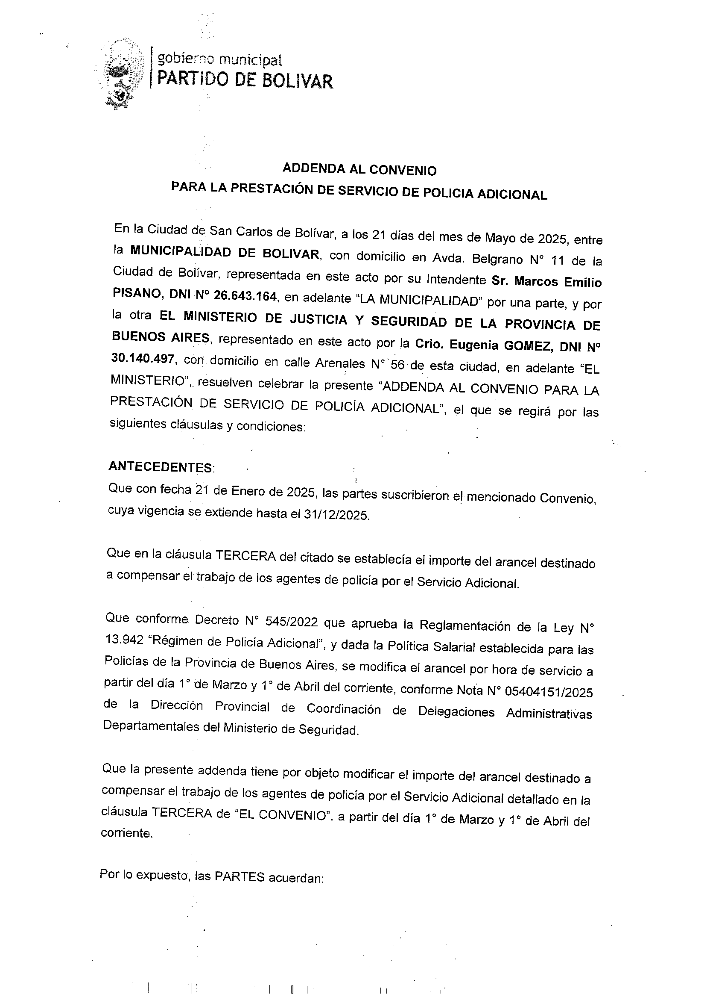 gobierno municipal
PARTIDO DE BOLIVAR
ADDENDA AL CONVENIO
PARA LA PRESTACIÓN DE SERVICIO DE POLICIA ADICIONAL
En la Ciudad de San Carlos de Bolívar, a los 21 días del mes de Mayo de 2025, entre
la MUNICIPALIDAD DE BOLIVAR, con domicilio en Avda. Belgrano N° 11 de la
Ciudad de Bolívar, representada en este acto por su Intendente Sr. Marcos Emilio
PISANO, DNI Nº 26.643.164, en adelante “LA MUNICIPALIDAD” por una parte, y por
la otra EL MINISTERIO DE JUSTICIA Y SEGURIDAD DE LA PROVINCIA DE
BUENOS AIRES, representado en este acto por la Crio. Eugenia GOMEZ, DNI Nº
30.140.497, con domicilio en calle Arenales N° 56 de esta ciudad, en adelante “EL
MINISTERIO”, resuelven celebrar la presente “ADDENDA AL CONVENIO PARA LA
PRESTACIÓN DE SERVICIO DE POLICÍA ADICIONAL”, el que se regirá por las
siguientes cláusulas y condiciones:
ANTECEDENTES:
Que con fecha 21 de Enero de 2025, las partes suscribieron el mencionado Convenio,
cuya vigencia se extiende hasta el 31/12/2025.
Que en la cláusula TERCERA del citado se establecía el importe del arancel destinado
a compensar el trabajo de los agentes de policía por el Servicio Adicional.
Que conforme Decreto N° 545/2022 que aprueba la Reglamentación de la Ley N°
13.942 “Régimen de Policía Adicional”, y dada la Política Salarial establecida para las
Policías de la Provincia de Buenos Aires, se modifica el arancel por hora de servicio a
partir del día 1° de Marzo y 1° de Abril del corriente, conforme Nota N° 05404151/2025
de la Dirección Provincial de Coordinación de Delegaciones Administrativas
Departamentales del Ministerio de Seguridad.
Que la presente addenda tiene por objeto modificar el importe del arancel destinado a
compensar el trabajo de los agentes de policía por el Servicio Adicional detallado en la
cláusula TERCERA de “EL CONVENIO”, a partir del día 1° de Marzo y 1° de Abril del
corriente.
Por lo expuesto, las PARTES acuerdan: